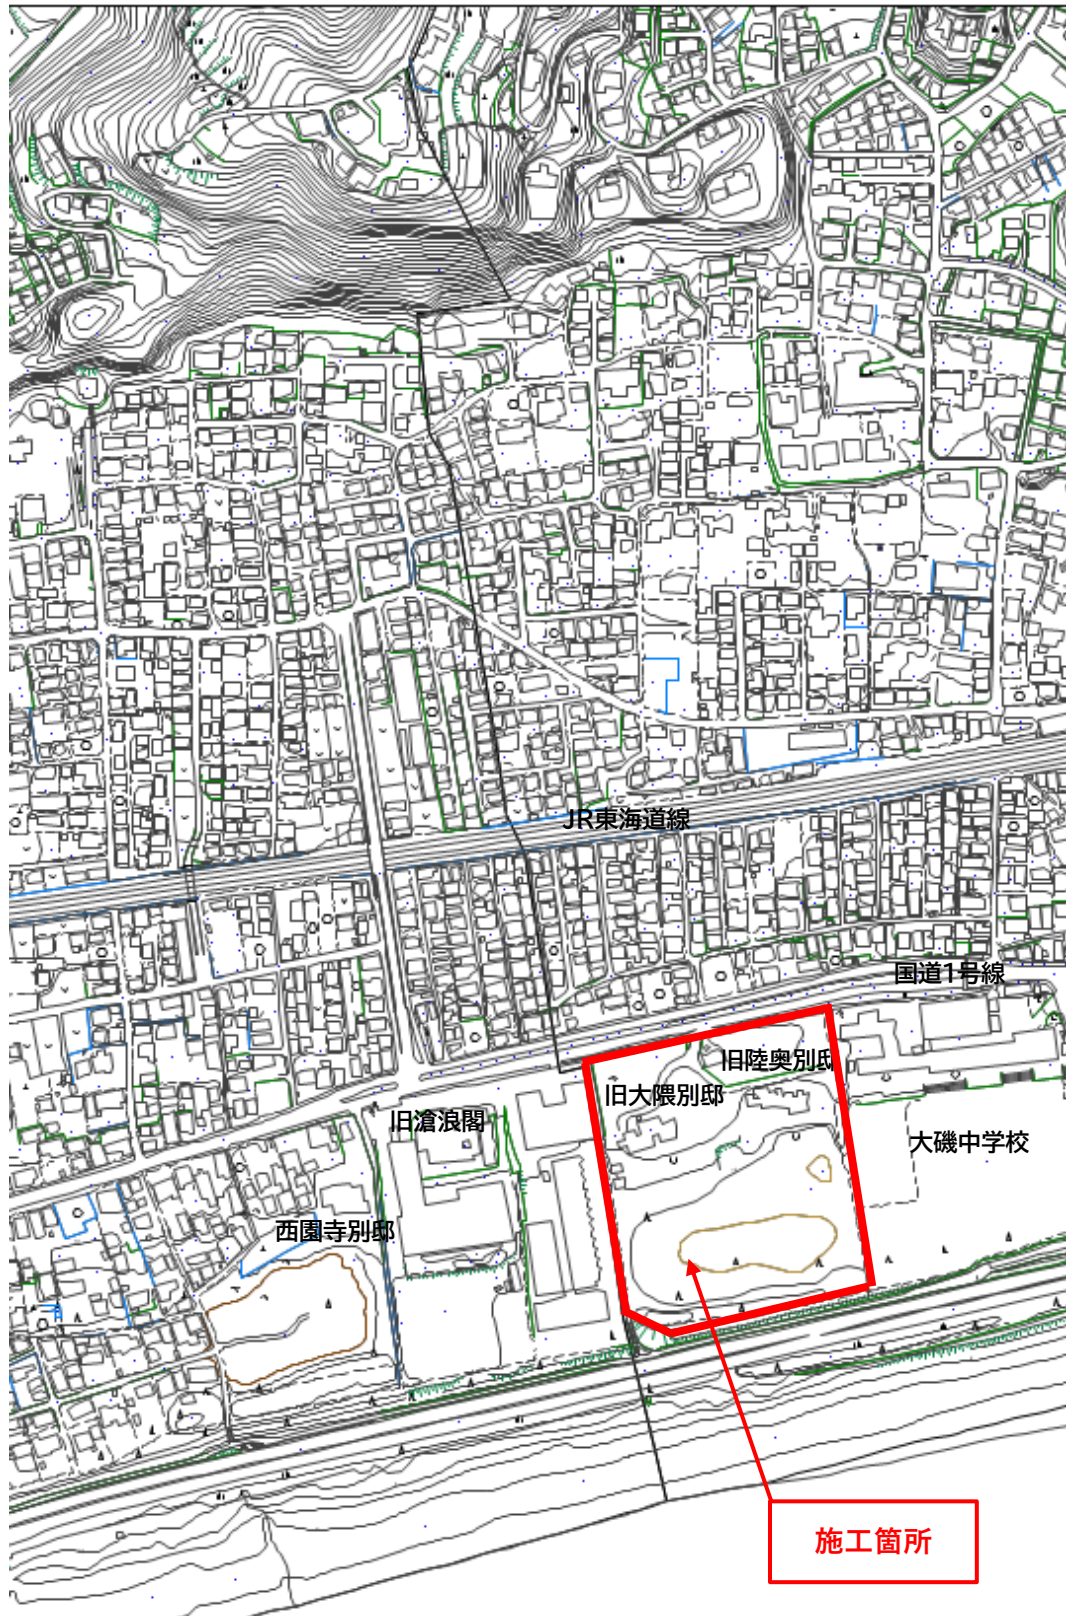 JR東海道線
国道1号線
旧陸奥別邸
旧大隈別邸
旧滄浪閣
大磯中学校
西園寺別邸
施工箇所